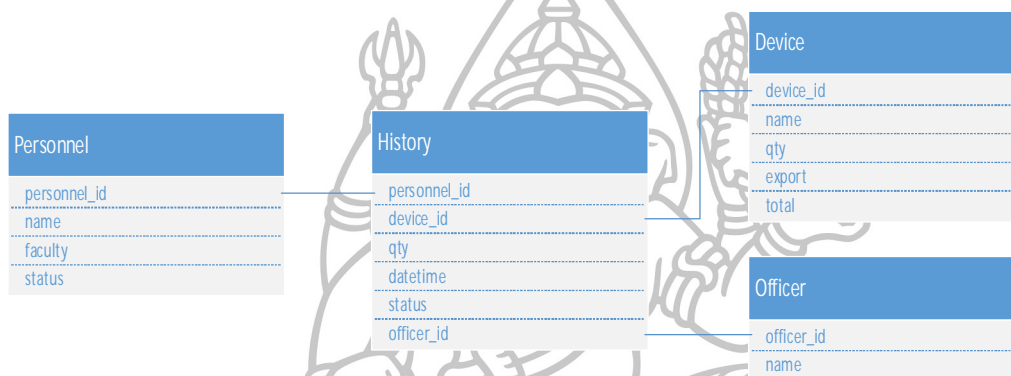 Personnel
personnel_id
name
faculty
status
History
personnel_id
device_id
qty
datetime
status
officer_id
Device
device_id
name
qty
export
total
Officer
officer_id
name